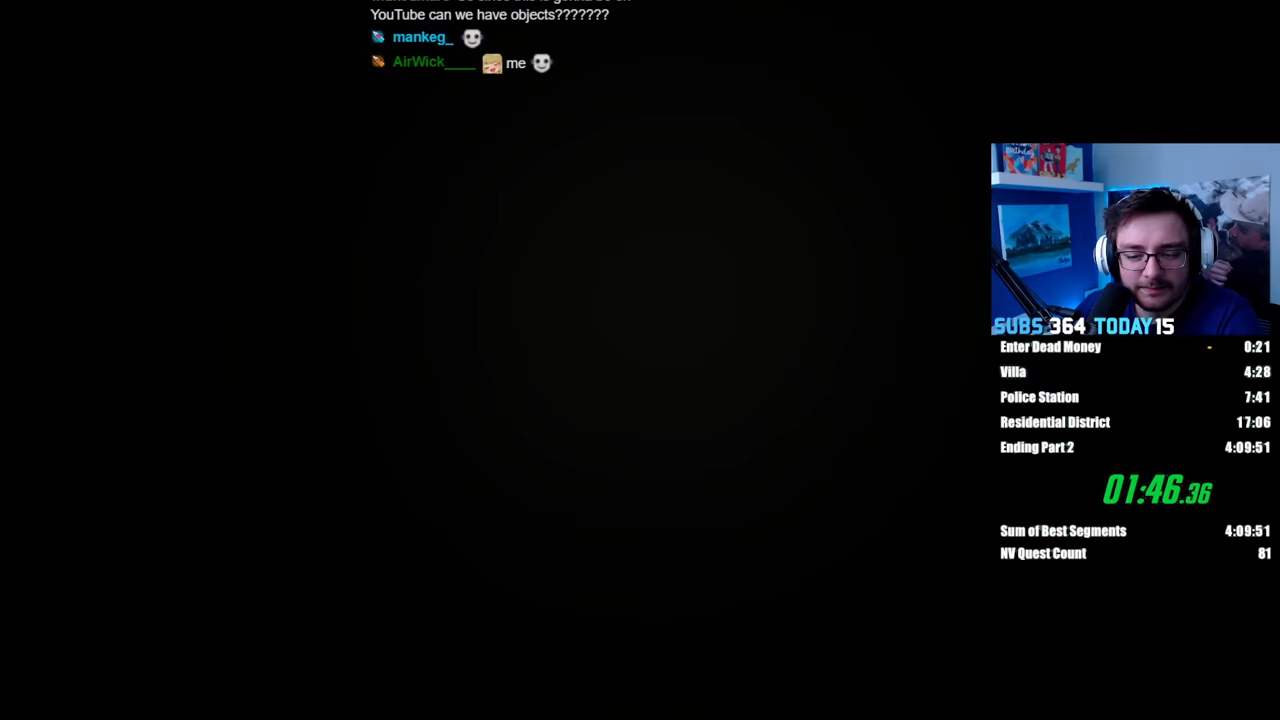 YouTube can we have objects???????
mankeg_
AirWick____ me
SUBS 364 TODAY 15
Enter Dead Money - 0:21
Villa 4:28
Police Station 7:41
Residential District 17:06
Ending Part 2 4:09:51
01:46.36
Sum of Best Segments 4:09:51
NV Quest Count 81